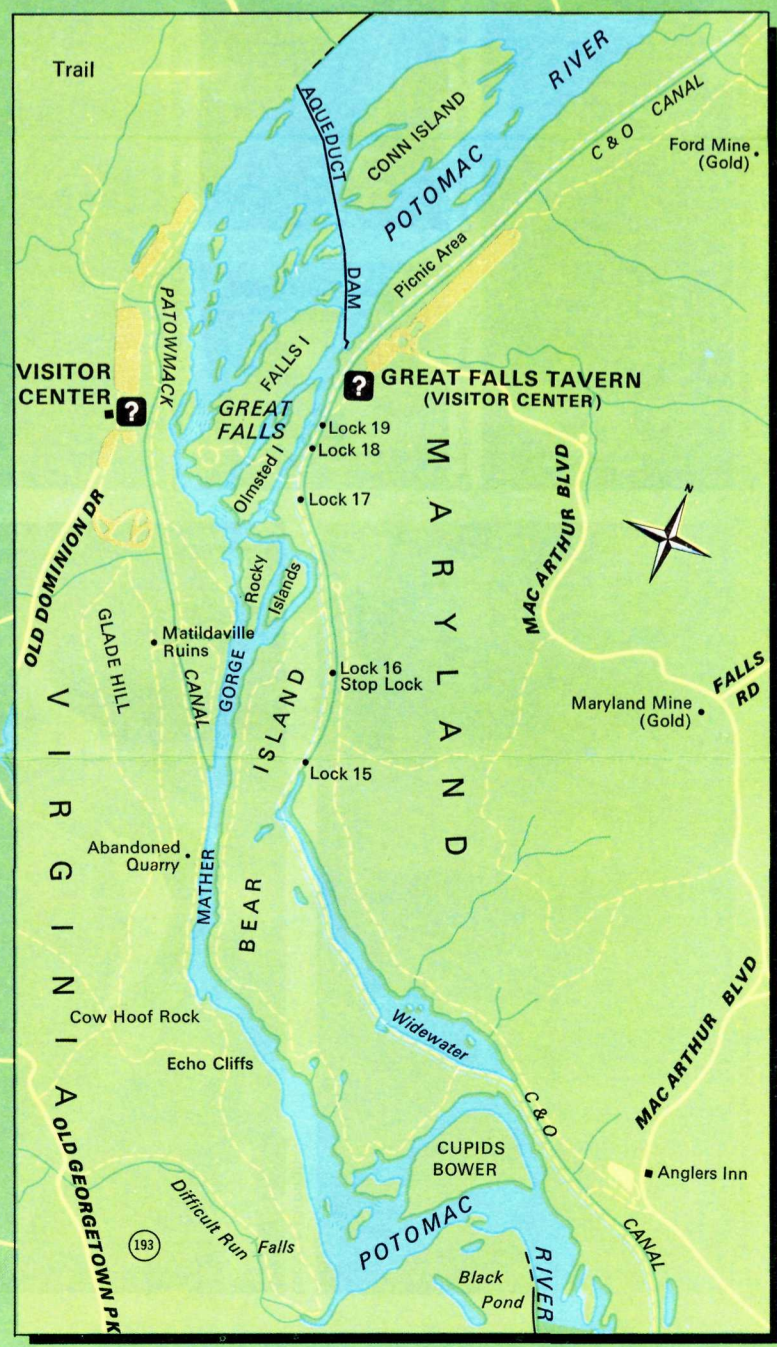 Trail
RIVER
AQUEDUCT
CONN ISLAND
C & O CANAL
Ford Mine
(Gold)
POTOMAC
Picnic Area
DAM
PATOWMACK
FALLS I
VISITOR
CENTER
?
?
GREAT FALLS TAVERN
(VISITOR CENTER)
GREAT
FALLS
Lock 19
Lock 18
Olmsted I
Lock 17
MAC ARTHUR BLVD
N
OLD DOMINION DR
Rocky
Islands
MARYLAND
GLADE HILL
Matildaville
Ruins
CANAL
GORGE
Lock 16
Stop Lock
FALLS
RD
Maryland Mine
(Gold)
ISLAND
Lock 15
VIRGINIA
Abandoned
Quarry
MATHER
BEAR
Cow Hoof Rock
Widewater
MAC ARTHUR BLVD
Echo Cliffs
C & O
CUPIDS
BOWER
Anglers Inn
OLD GEORGETOWN PK
Difficult Run
Falls
193
POTOMAC
CANAL
RIVER
Black
Pond